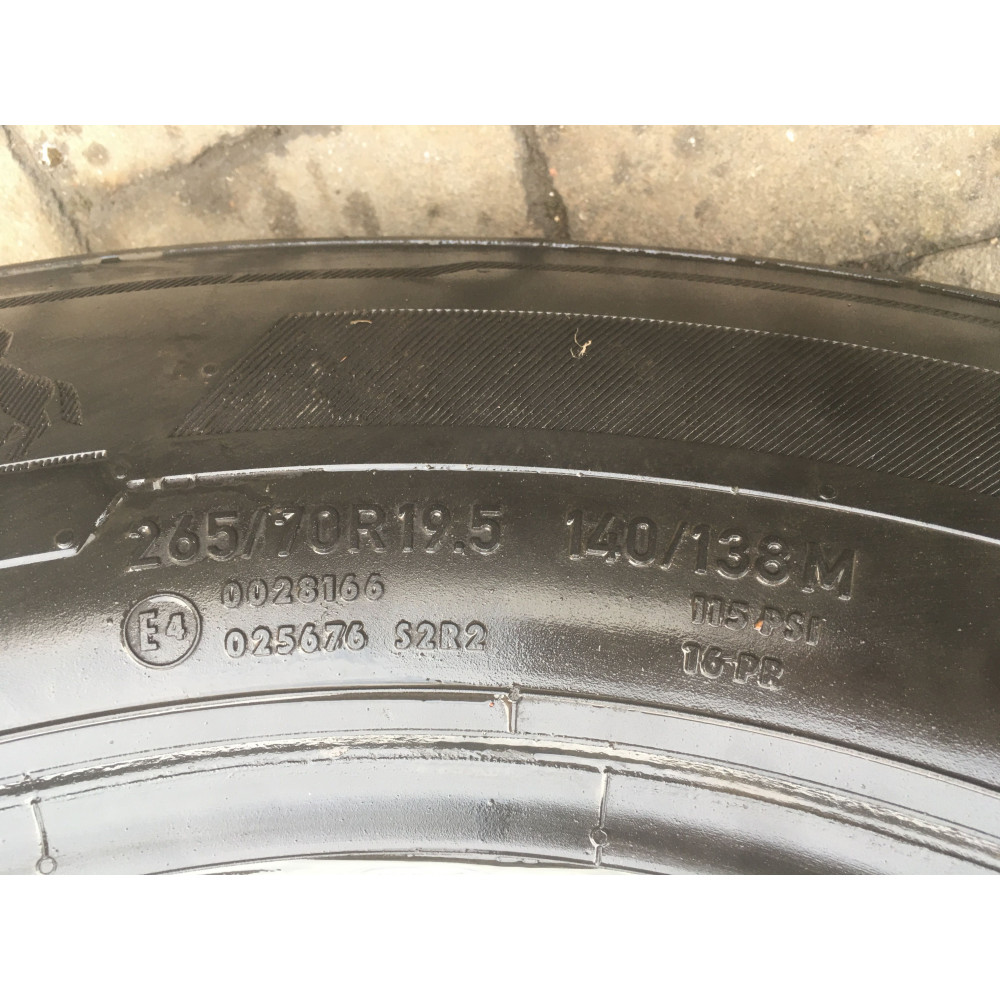 265/70R19.5 140/138M
E4
0028166
025676 S2R2
115 PSI
16 PR